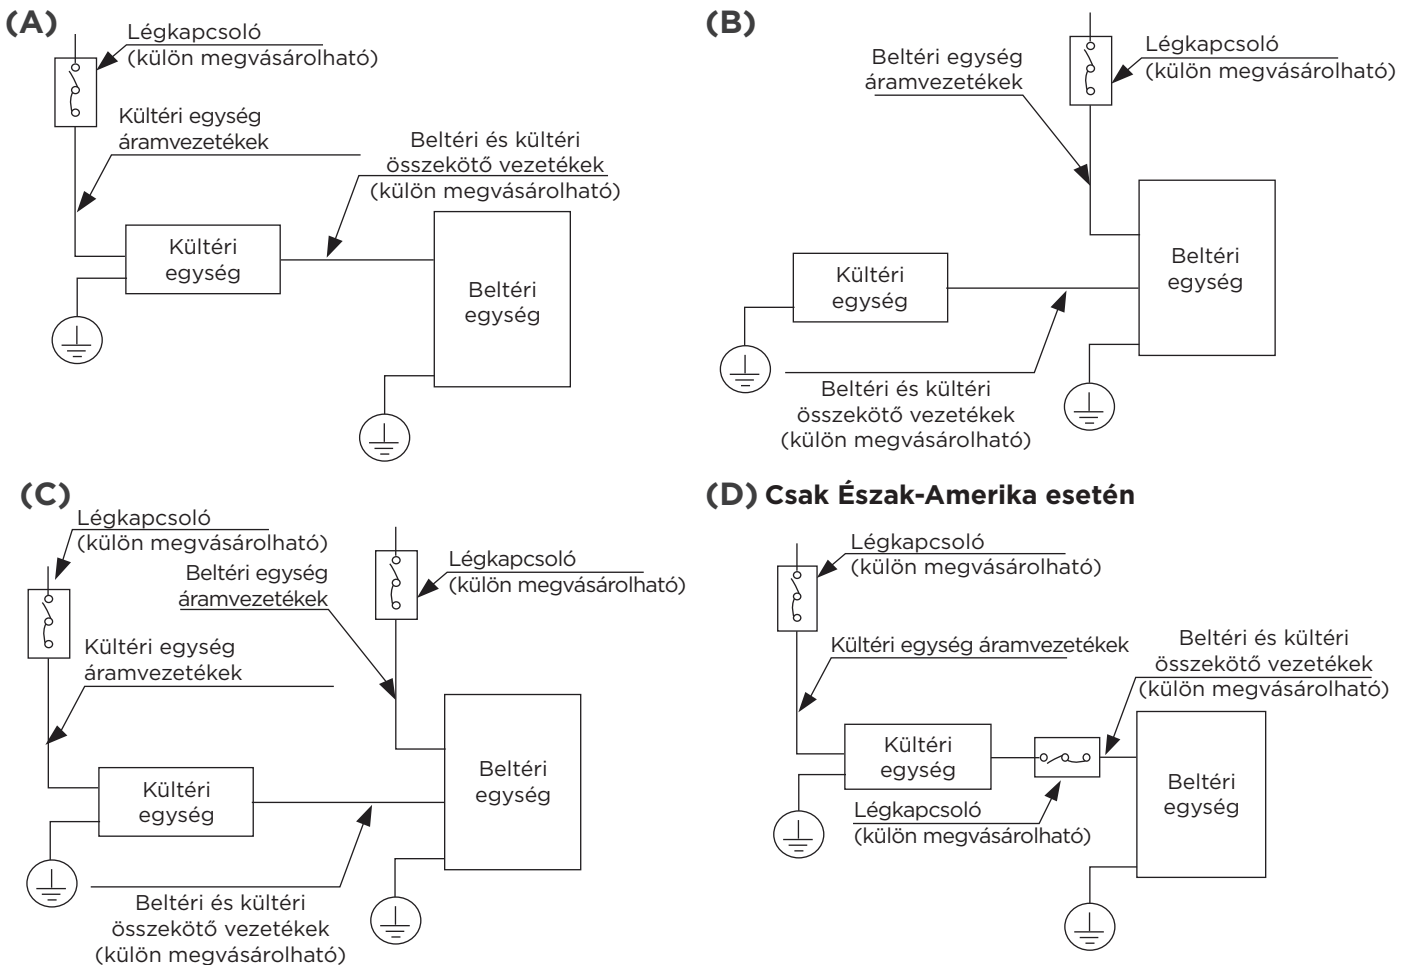 (A)
Légkapcsoló
(külön megvásárolható)
Kültéri egység
áramvezetékek
Beltéri és kültéri
összekötő vezetékek
(külön megvásárolható)
Kültéri
egység
Beltéri
egység
(B)
Légkapcsoló
(külön megvásárolható)
Beltéri egység
áramvezetékek
Beltéri
egység
Kültéri
egység
Beltéri és kültéri
összekötő vezetékek
(külön megvásárolható)
(C)
Légkapcsoló
(külön megvásárolható)
Beltéri egység
áramvezetékek
Légkapcsoló
(külön megvásárolható)
Kültéri egység
áramvezetékek
Kültéri
egység
Beltéri
egység
Beltéri és kültéri
összekötő vezetékek
(külön megvásárolható)
(D) Csak Észak-Amerika esetén
Légkapcsoló
(külön megvásárolható)
Kültéri egység áramvezetékek
Beltéri és kültéri
összekötő vezetékek
(külön megvásárolható)
Kültéri
egység
Légkapcsoló
(külön megvásárolható)
Beltéri
egység